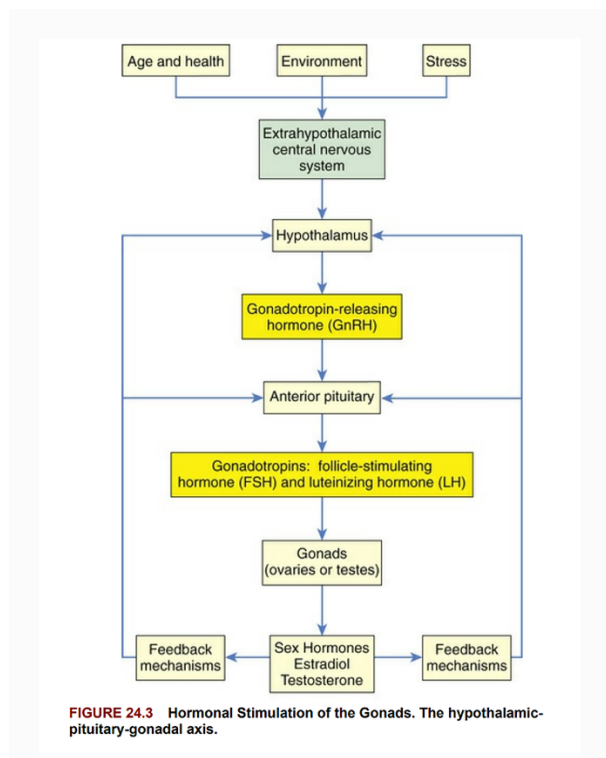 Age and health
Environment
Stress
Extrahypothalamic
central nervous
system
Hypothalamus
Gonadotropin-releasing
hormone (GnRH)
Anterior pituitary
Gonadotropins: follicle-stimulating
hormone (FSH) and luteinizing hormone (LH)
Gonads
(ovaries or testes)
Feedback
mechanisms
Sex Hormones
Estradiol
Testosterone
Feedback
mechanisms
FIGURE 24.3 Hormonal Stimulation of the Gonads. The hypothalamic-
pituitary-gonadal axis.